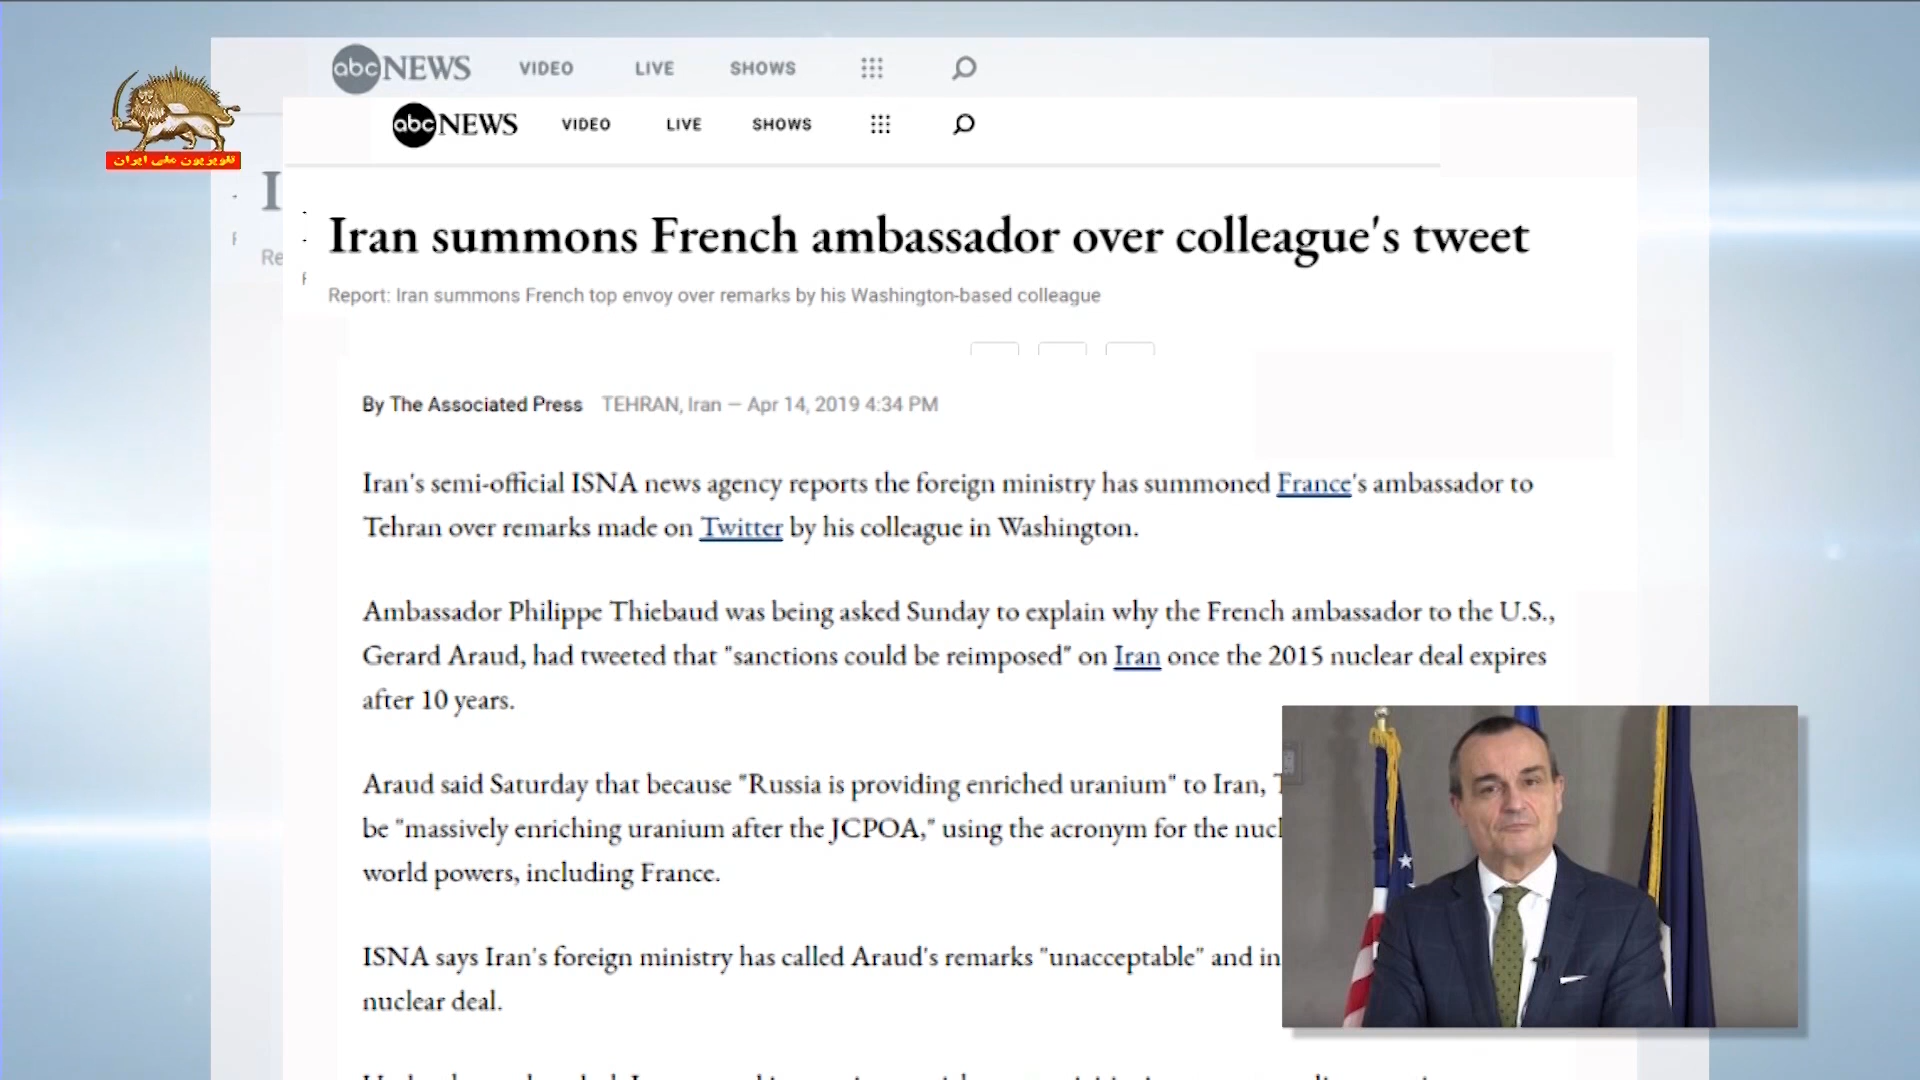 abc NEWS VIDEO LIVE SHOWS
abc NEWS VIDEO LIVE SHOWS
تلویزیون ملی ایران
I
Re
Iran summons French ambassador over colleague's tweet
Report: Iran summons French top envoy over remarks by his Washington-based colleague
By The Associated Press TEHRAN, Iran — Apr 14, 2019 4:34 PM
Iran's semi-official ISNA news agency reports the foreign ministry has summoned France's ambassador to
Tehran over remarks made on Twitter by his colleague in Washington.
Ambassador Philippe Thiebaud was being asked Sunday to explain why the French ambassador to the U.S.,
Gerard Araud, had tweeted that "sanctions could be reimposed" on Iran once the 2015 nuclear deal expires
after 10 years.
Araud said Saturday that because "Russia is providing enriched uranium" to Iran,
be "massively enriching uranium after the JCPOA," using the acronym for the nucl
world powers, including France.
ISNA says Iran's foreign ministry has called Araud's remarks "unacceptable" and in
nuclear deal.